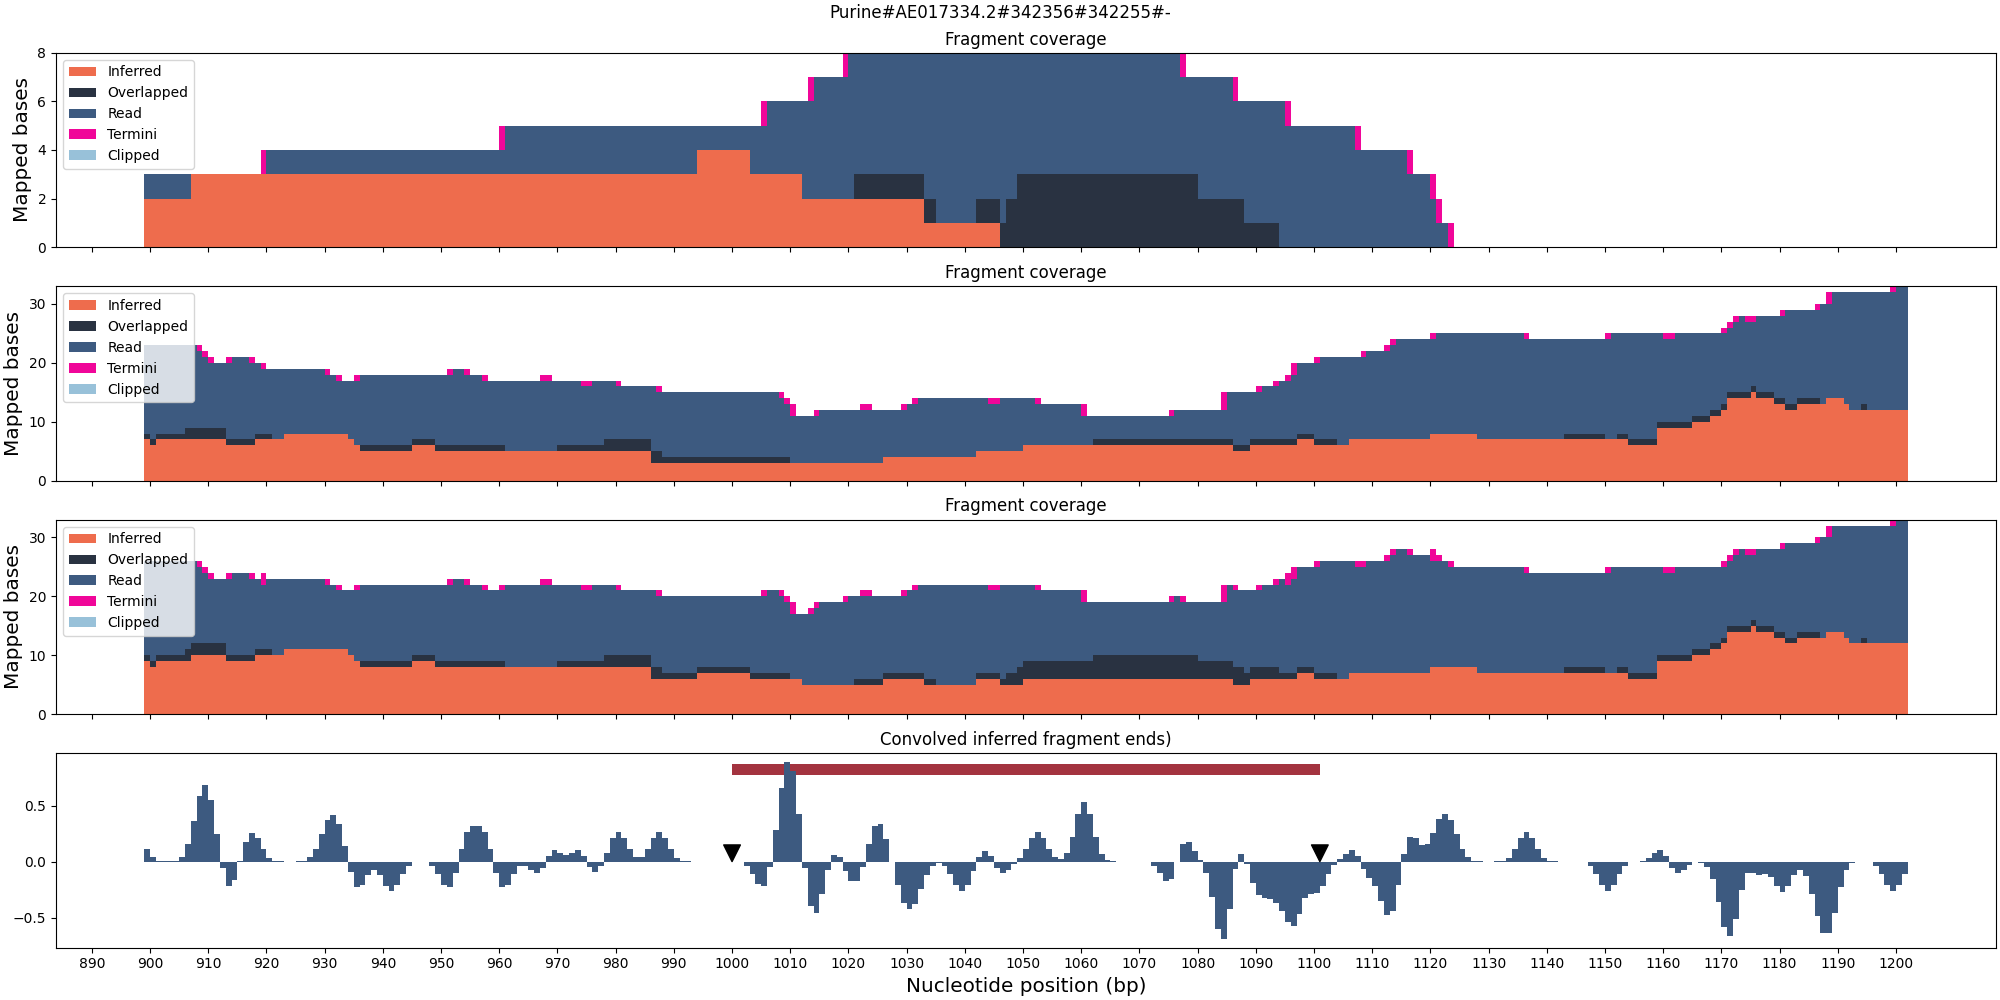 Purine#AE017334.2#342356#342255#-
Fragment coverage
Mapped bases
8
6
4
2
0
Inferred
Overlapped
Read
Termini
Clipped
Fragment coverage
Mapped bases
30
20
10
0
Inferred
Overlapped
Read
Termini
Clipped
Fragment coverage
Mapped bases
30
20
10
0
Inferred
Overlapped
Read
Termini
Clipped
Convolved inferred fragment ends)
0.5
0.0
−0.5
890 900 910 920 930 940 950 960 970 980 990 1000 1010 1020 1030 1040 1050 1060 1070 1080 1090 1100 1110 1120 1130 1140 1150 1160 1170 1180 1190 1200
Nucleotide position (bp)